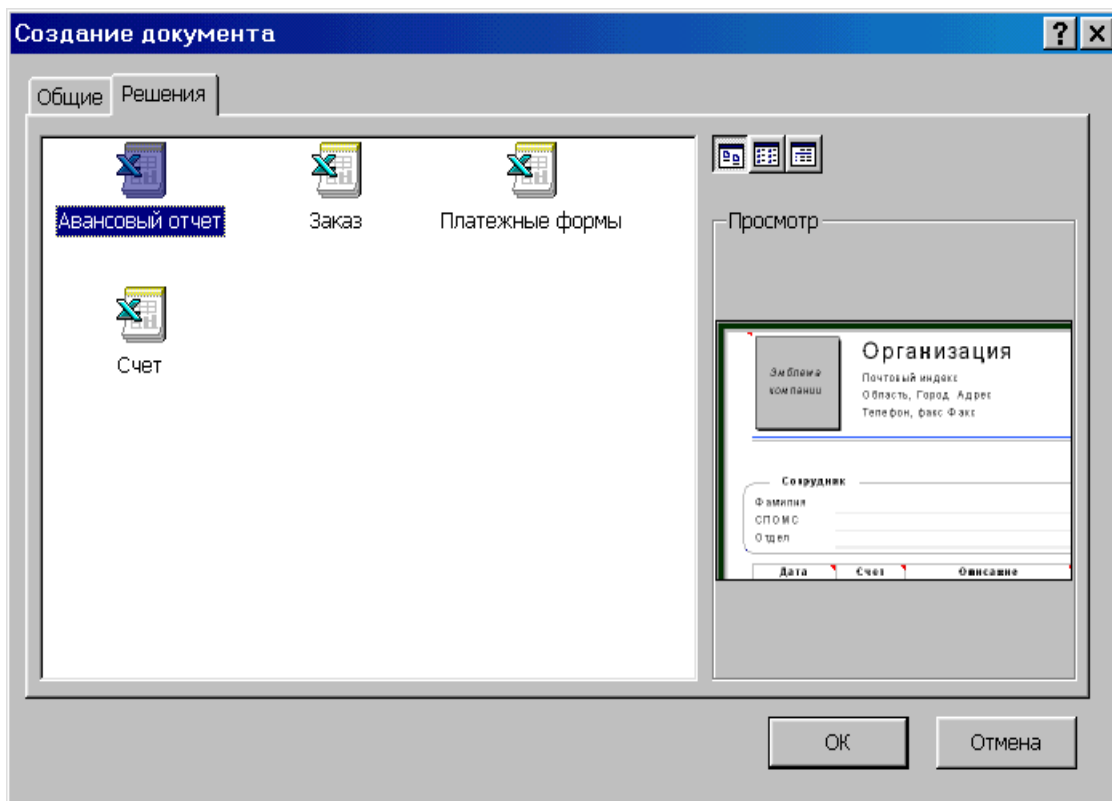 Создание документа
Общие
Решения
Авансовый отчет
Заказ
Платежные формы
Счет
Просмотр
Эмблема
компании
Организация
Почтовый индекс
Область, Город, Адрес
Телефон, факс Факс
Сотрудник
Фамилия
СПОМС
Отдел
Дата
Счет
Описание
ОК
Отмена